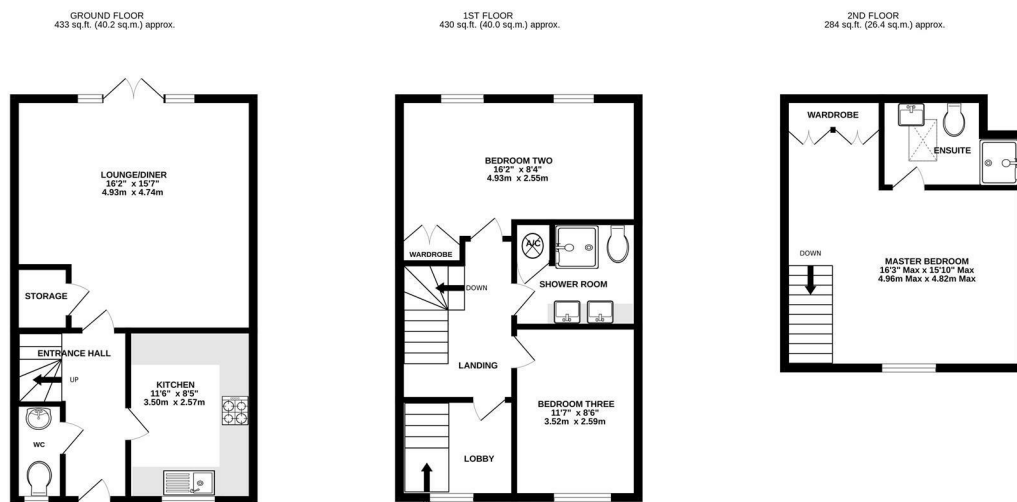 GROUND FLOOR
433 sq.ft. (40.2 sq.m.) approx.
LOUNGE/DINER
16'2" x 15'7"
4.93m x 4.74m
STORAGE
ENTRANCE HALL
UP
KITCHEN
11'6" x 8'5"
3.50m x 2.57m
WC
1ST FLOOR
430 sq.ft. (40.0 sq.m.) approx.
BEDROOM TWO
16'2" x 8'4"
4.93m x 2.55m
WARDROBE
A/C
DOWN
SHOWER ROOM
LANDING
BEDROOM THREE
11'7" x 8'6"
3.52m x 2.59m
LOBBY
2ND FLOOR
284 sq.ft. (26.4 sq.m.) approx.
WARDROBE
ENSUITE
DOWN
MASTER BEDROOM
16'3" Max x 15'10" Max
4.96m Max x 4.82m Max